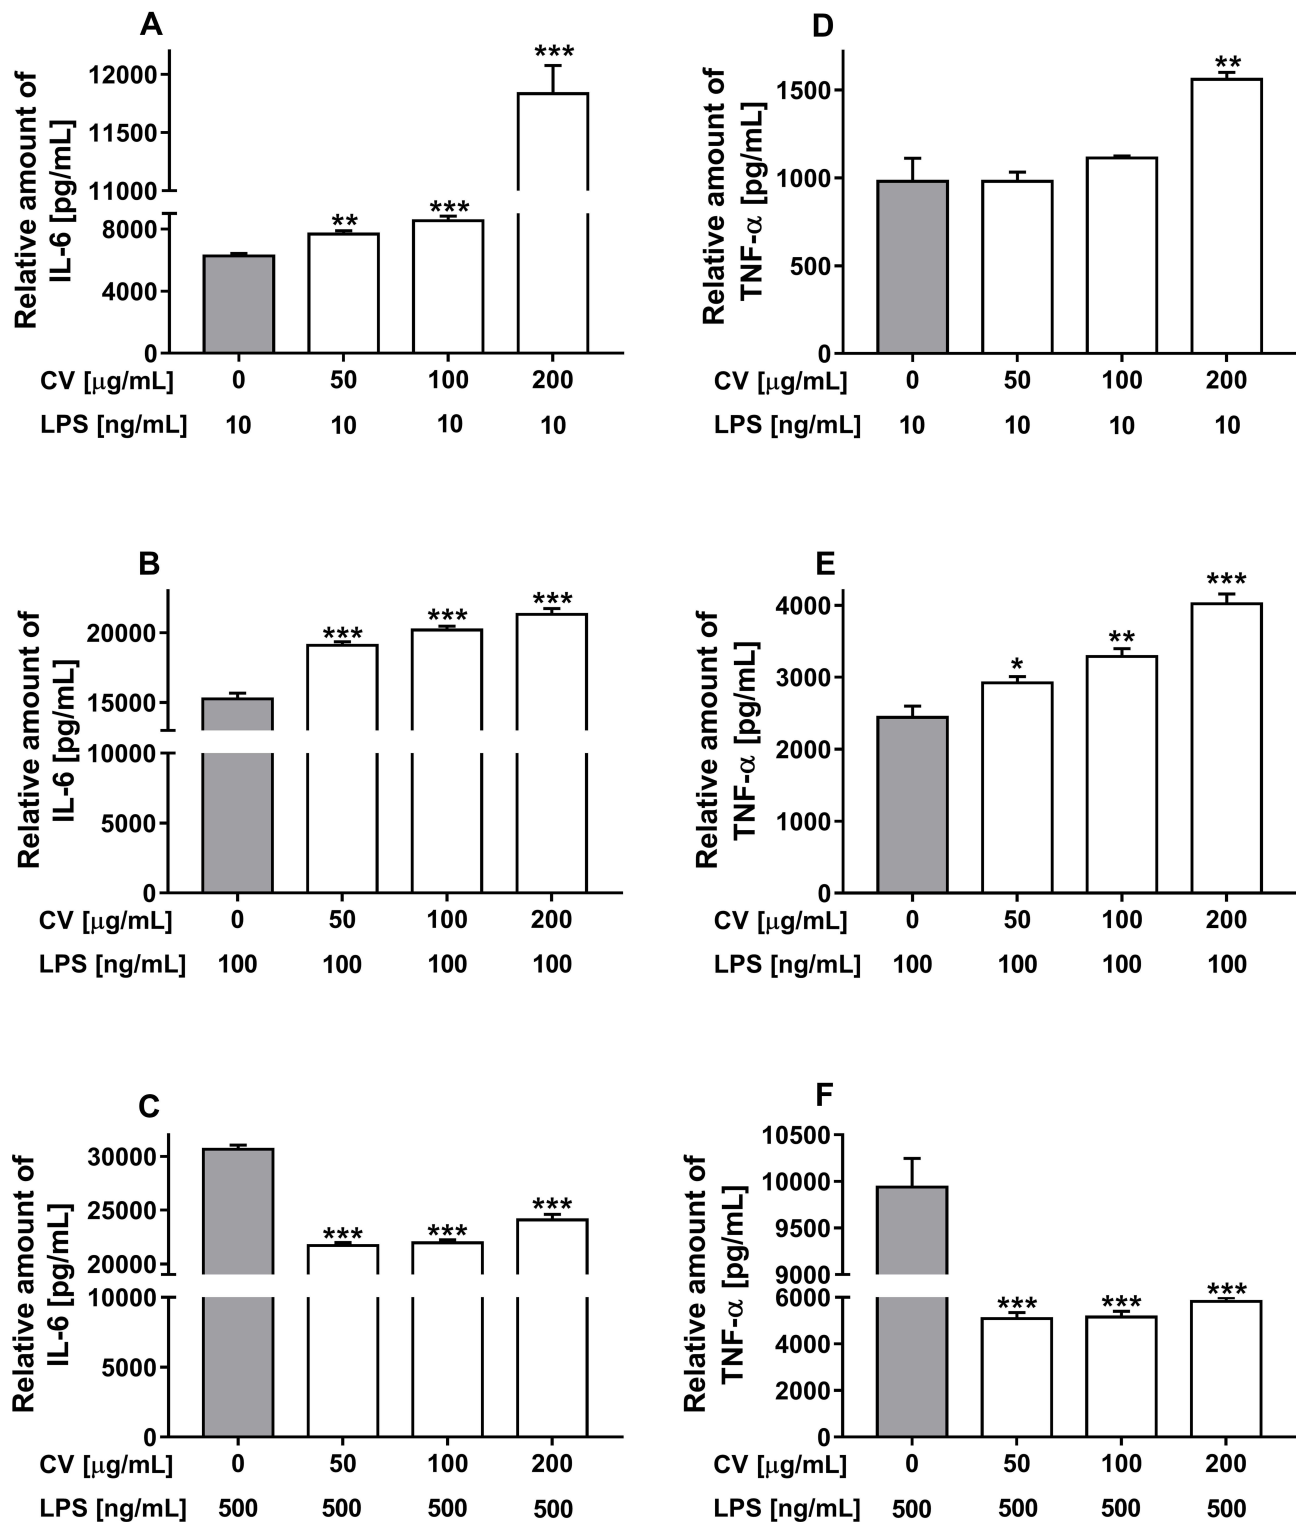 A
Relative amount of
IL-6 [pg/mL]
12000
11500
11000
8000
4000
0
** *** ***
CV [μg/mL] 0 50 100 200
LPS [ng/mL] 10 10 10 10
D
Relative amount of
TNF-α [pg/mL]
1500
1000
500
0
**
CV [μg/mL] 0 50 100 200
LPS [ng/mL] 10 10 10 10
B
Relative amount of
IL-6 [pg/mL]
20000
15000
10000
5000
0
*** *** ***
CV [μg/mL] 0 50 100 200
LPS [ng/mL] 100 100 100 100
E
Relative amount of
TNF-α [pg/mL]
4000
3000
2000
1000
0
* ** ***
CV [μg/mL] 0 50 100 200
LPS [ng/mL] 100 100 100 100
C
Relative amount of
IL-6 [pg/mL]
30000
25000
20000
10000
5000
0
*** *** ***
CV [μg/mL] 0 50 100 200
LPS [ng/mL] 500 500 500 500
F
Relative amount of
TNF-α [pg/mL]
10500
10000
9500
9000
6000
4000
2000
0
*** *** ***
CV [μg/mL] 0 50 100 200
LPS [ng/mL] 500 500 500 500